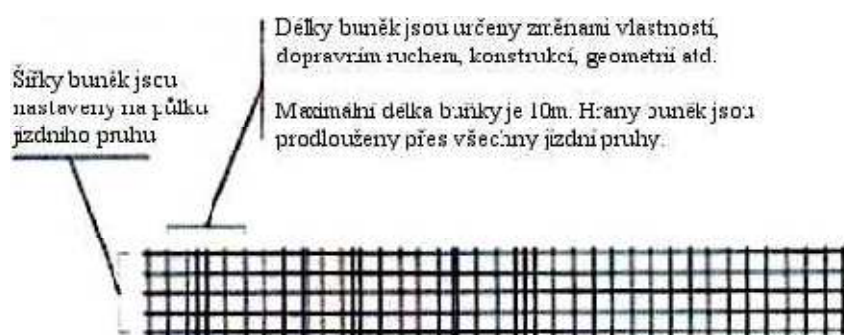 Šířky buněk jsou
nastaveny na půlku
jízdního pruhu
Délky buněk jsou určeny změnami vlastností,
dopravním ruchem, konstrukcí, geometrií atd.
Maximální délka buňky je 10m. Hrany buněk jsou
prodlouženy přes všechny jízdní pruhy.